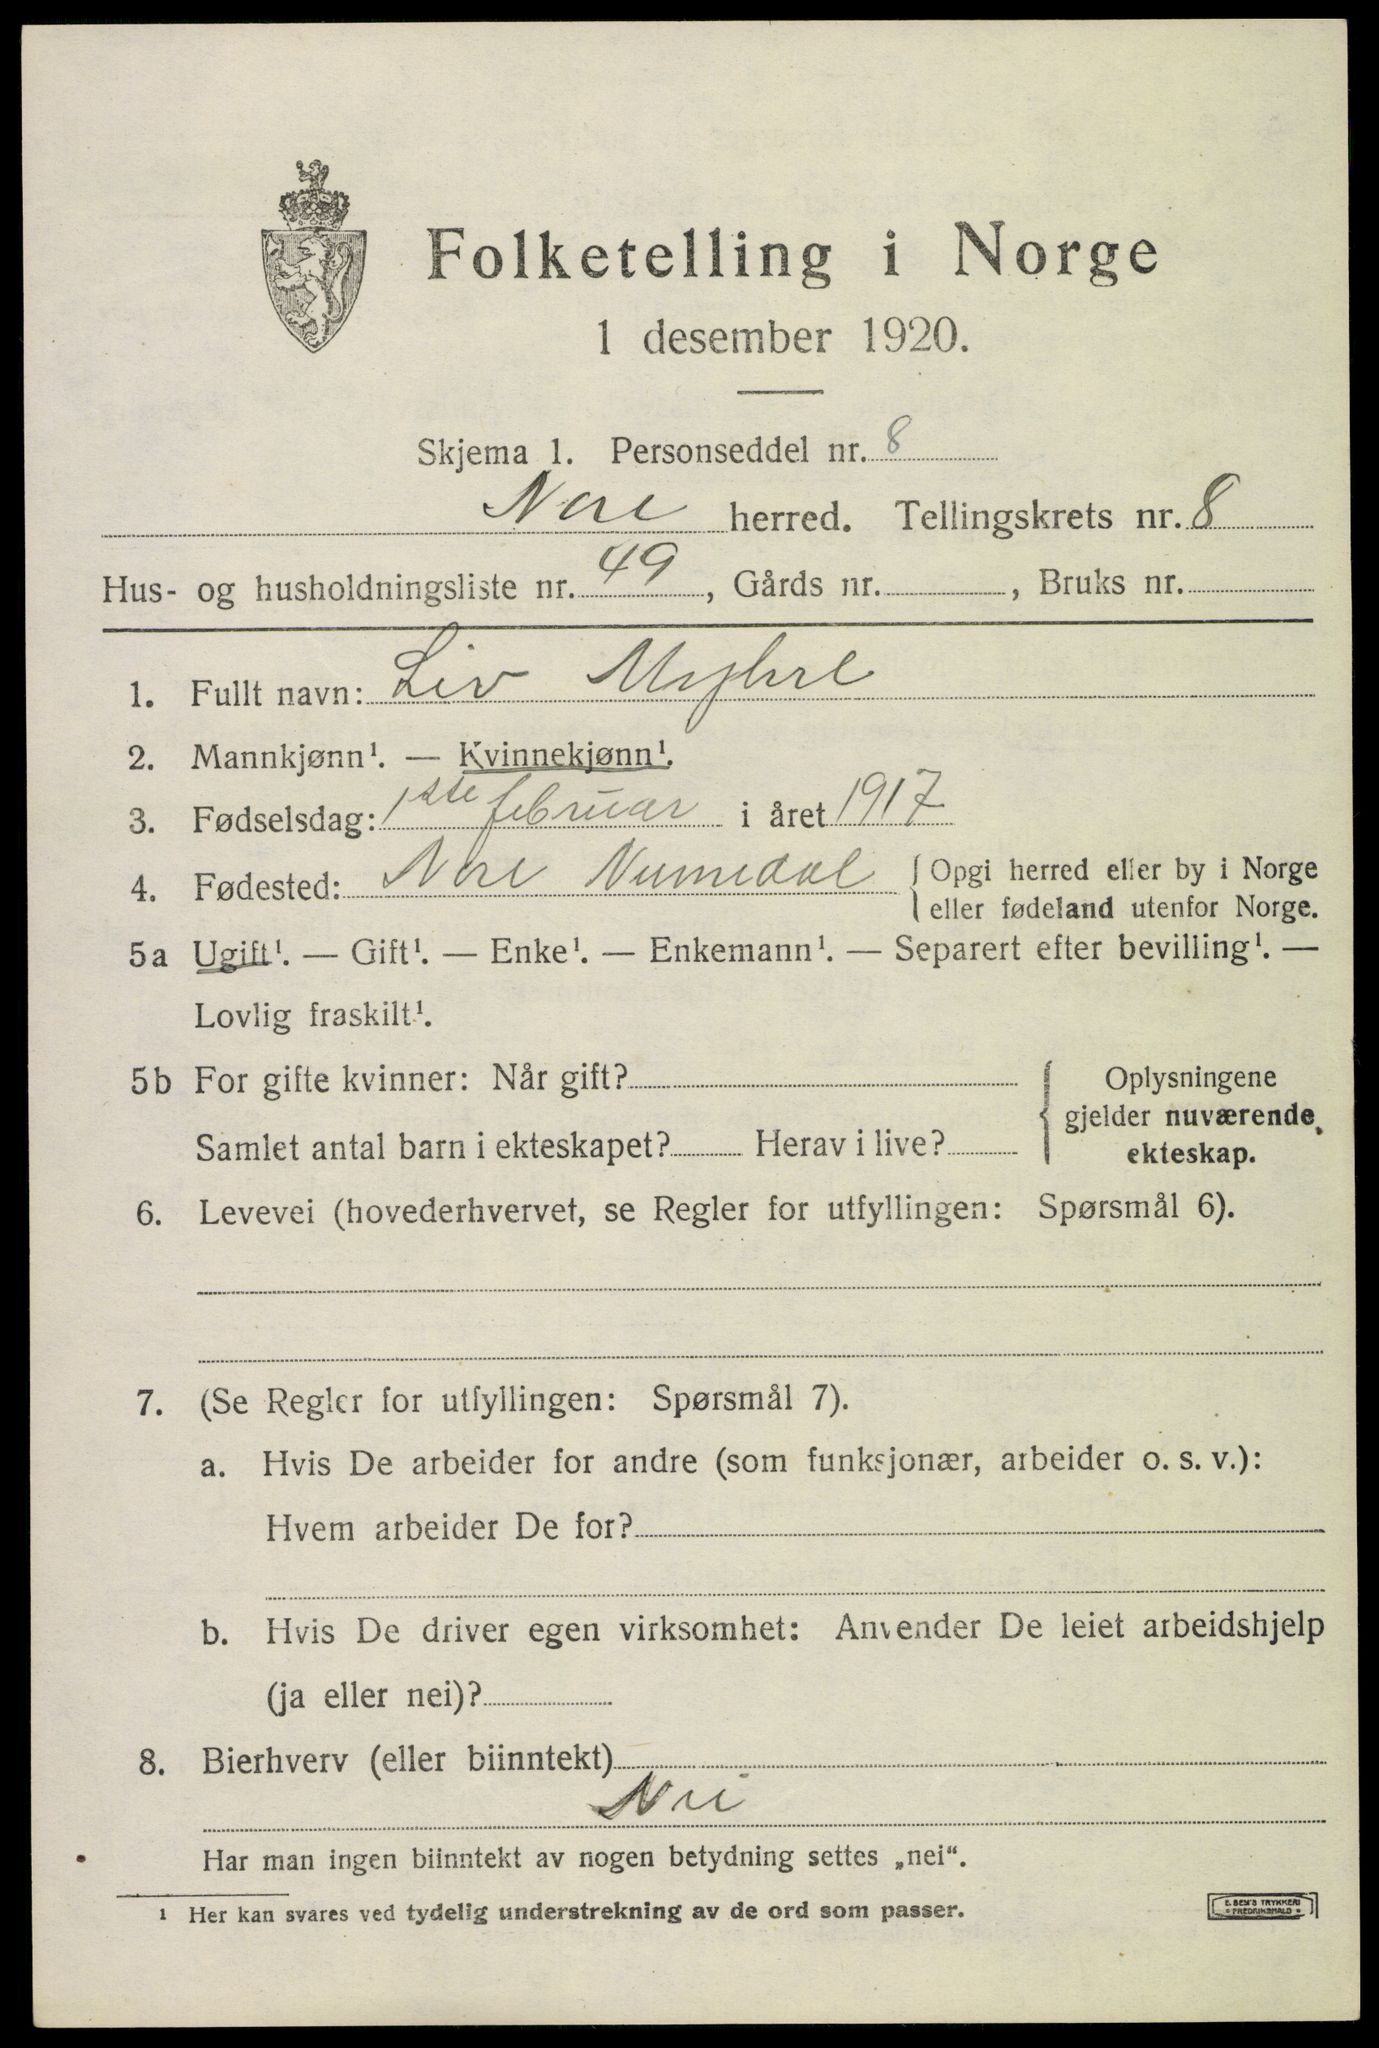 Folketelling i Norge
1 desember 1920.
Skjema 1. Personseddel nr. 8
Nore herred. Tellingskrets nr. 8
Hus- og husholdningsliste nr. 49, Gårds nr. , Bruks nr.
1. Fullt navn: Liv Myhre
2. Mannkjønn¹. — Kvinnekjønn¹.
3. Fødselsdag: 1ste februar i året 1917
4. Fødested: Nore Numedal { Opgi herred eller by i Norge
eller fødeland utenfor Norge.
5a Ugift¹. — Gift¹. — Enke¹. — Enkemann¹. — Separert efter bevilling¹. —
Lovlig fraskilt¹.
5b For gifte kvinner: Når gift? { Oplysningene
gjelder nuværende
Samlet antal barn i ekteskapet? Herav i live? ekteskap.
6. Levevei (hovederhvervet, se Regler for utfyllingen: Spørsmål 6).
7. (Se Regler for utfyllingen: Spørsmål 7).
a. Hvis De arbeider for andre (som funksjonær, arbeider o. s. v.):
Hvem arbeider De for?
b. Hvis De driver egen virksomhet: Anvender De leiet arbeidshjelp
(ja eller nei)?
8. Bierhverv (eller biinntekt)
Nei
Har man ingen biinntekt av nogen betydning settes „nei“.
¹ Her kan svares ved tydelig understrekning av de ord som passer.
E. SEM'S TRYKKERI
FREDRIKSHALD